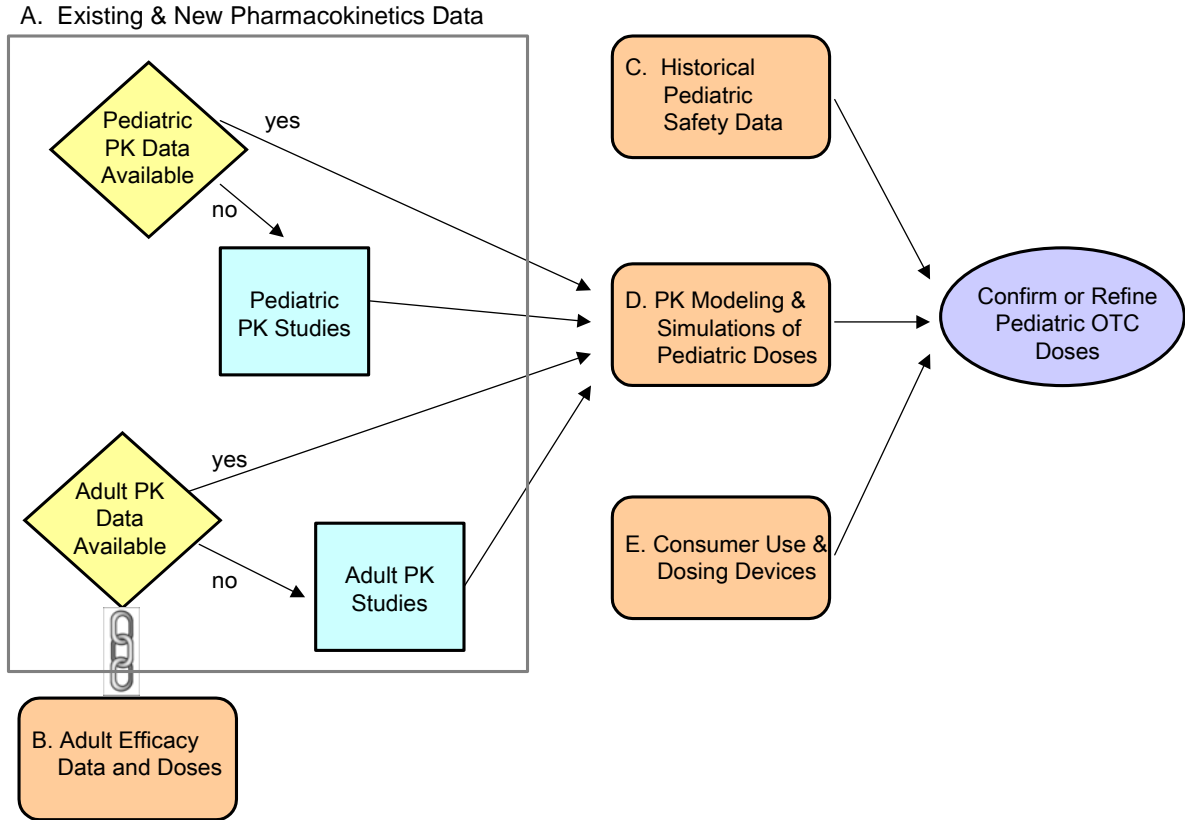 A. Existing & New Pharmacokinetics Data
Pediatric
PK Data
Available
yes
no
Pediatric
PK Studies
Adult PK
Data
Available
yes
no
Adult PK
Studies
B. Adult Efficacy
Data and Doses
C. Historical
Pediatric
Safety Data
D. PK Modeling &
Simulations of
Pediatric Doses
E. Consumer Use &
Dosing Devices
Confirm or Refine
Pediatric OTC
Doses